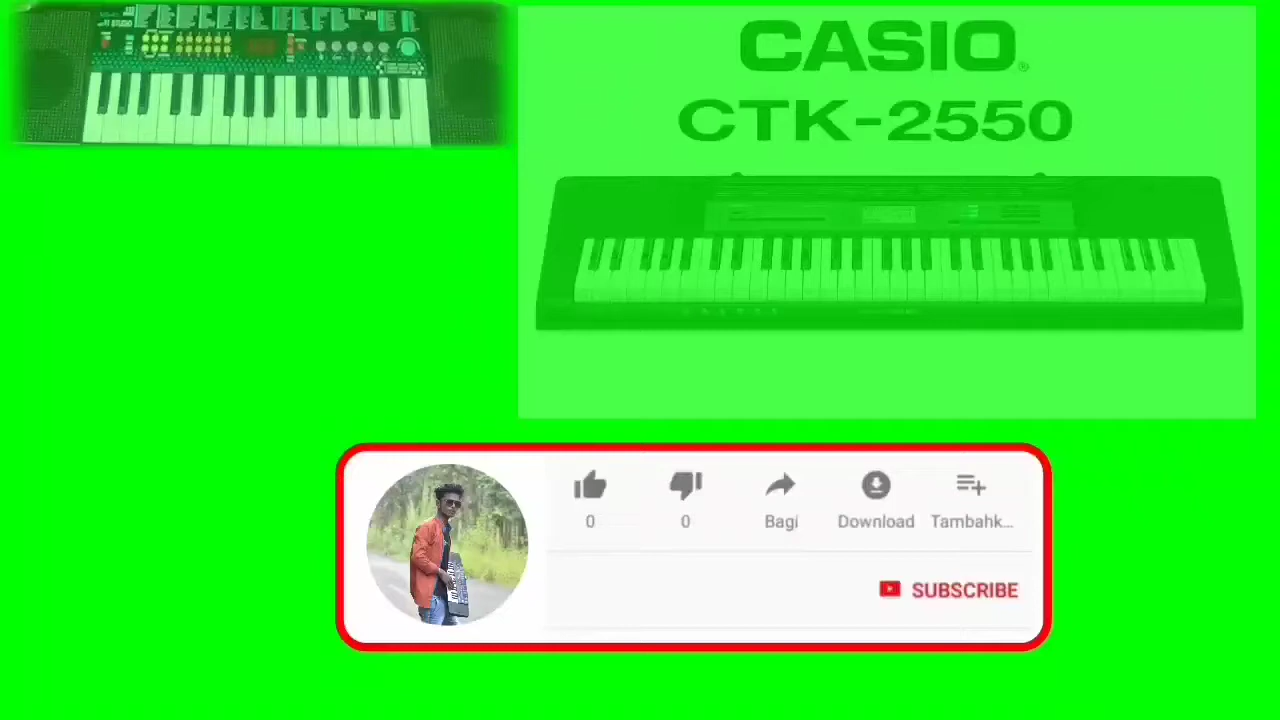 CASIO®
CTK-2550
0
0
Bagi
Download
Tambahk...
SUBSCRIBE